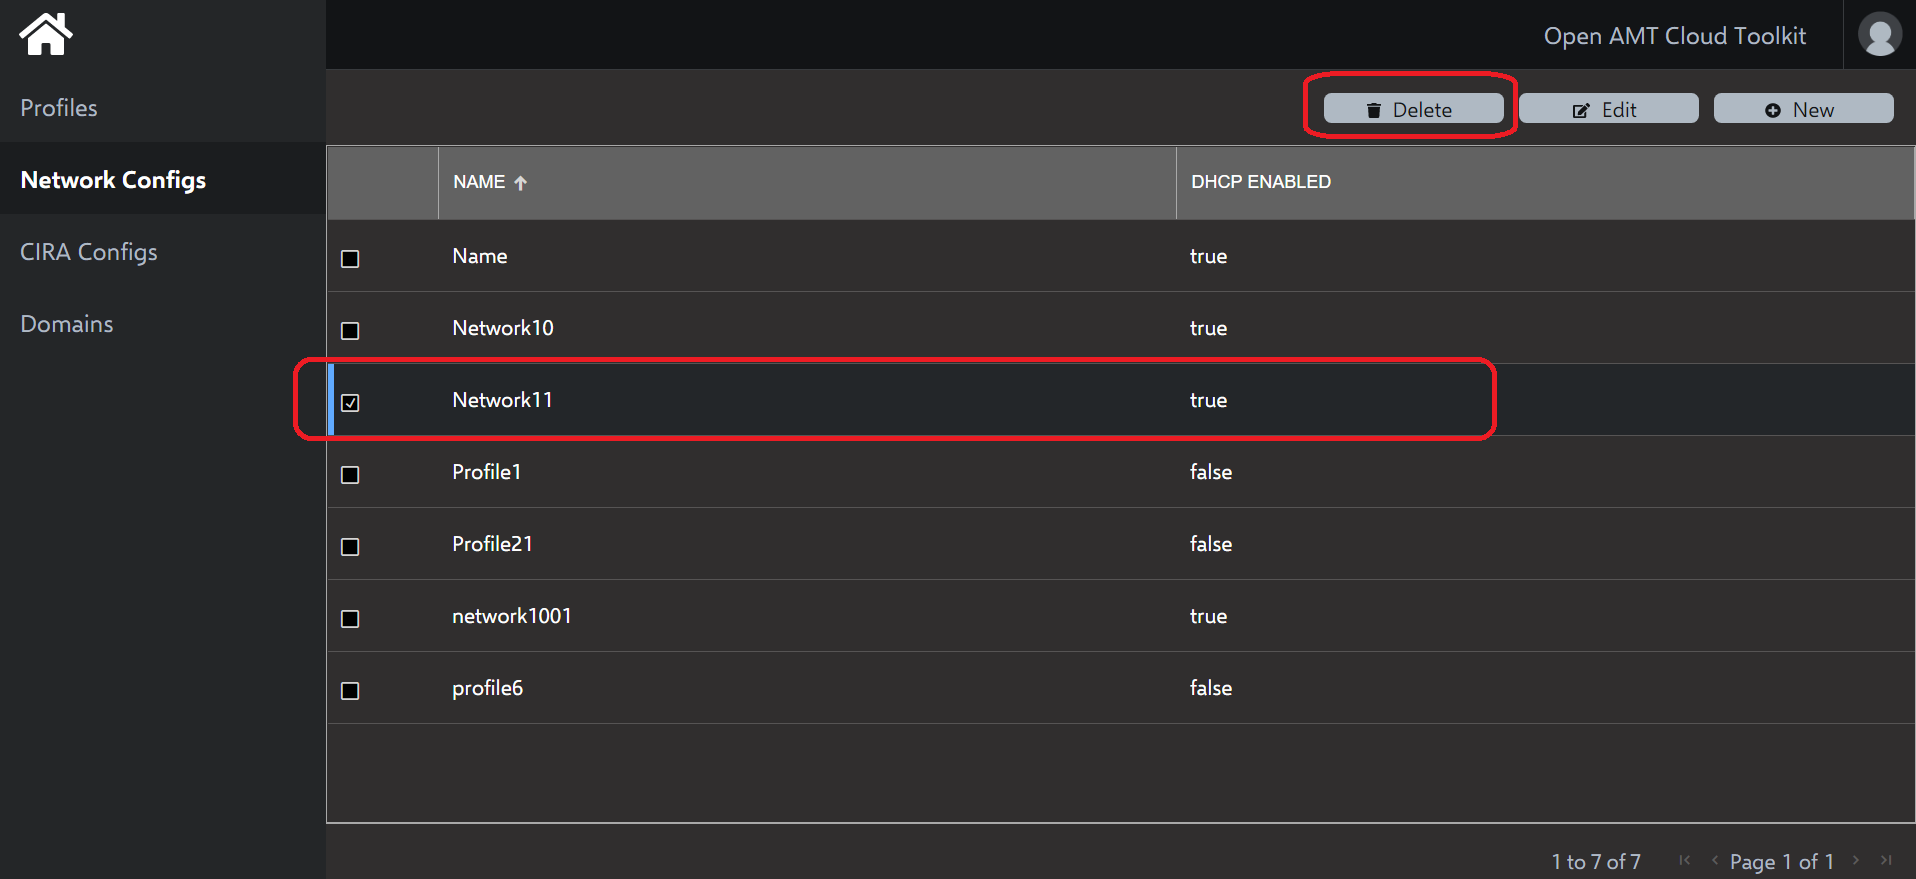 Open AMT Cloud Toolkit
Profiles
Network Configs
CIRA Configs
Domains
Delete Edit New
NAME DHCP ENABLED
Name true
Network10 true
Network11 true
Profile1 false
Profile21 false
network1001 true
profile6 false
1 to 7 of 7 Page 1 of 1